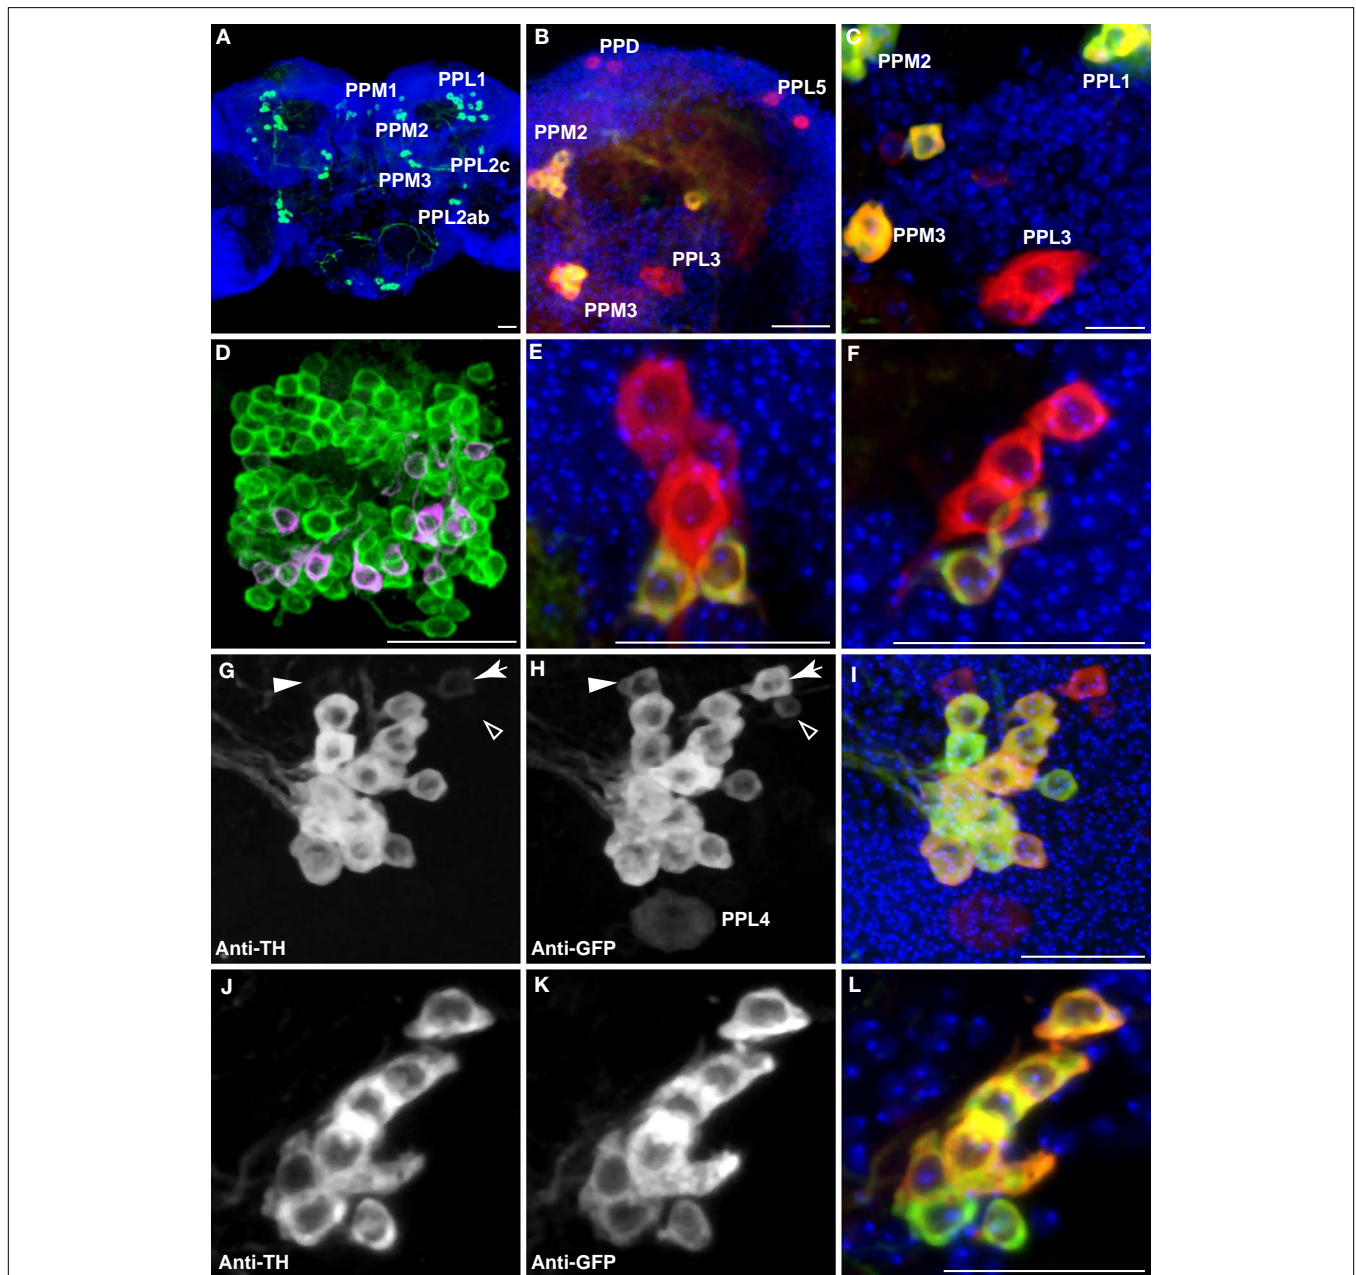 A
PPM1
PPL1
PPM2
PPL2c
PPM3
PPL2ab
B
PPD
PPL5
PPM2
PPL3
PPM3
C
PPM2
PPL1
PPM3
PPL3
D
E
F
G
Anti-TH
H
PPL4
Anti-GFP
I
J
Anti-TH
K
Anti-GFP
L